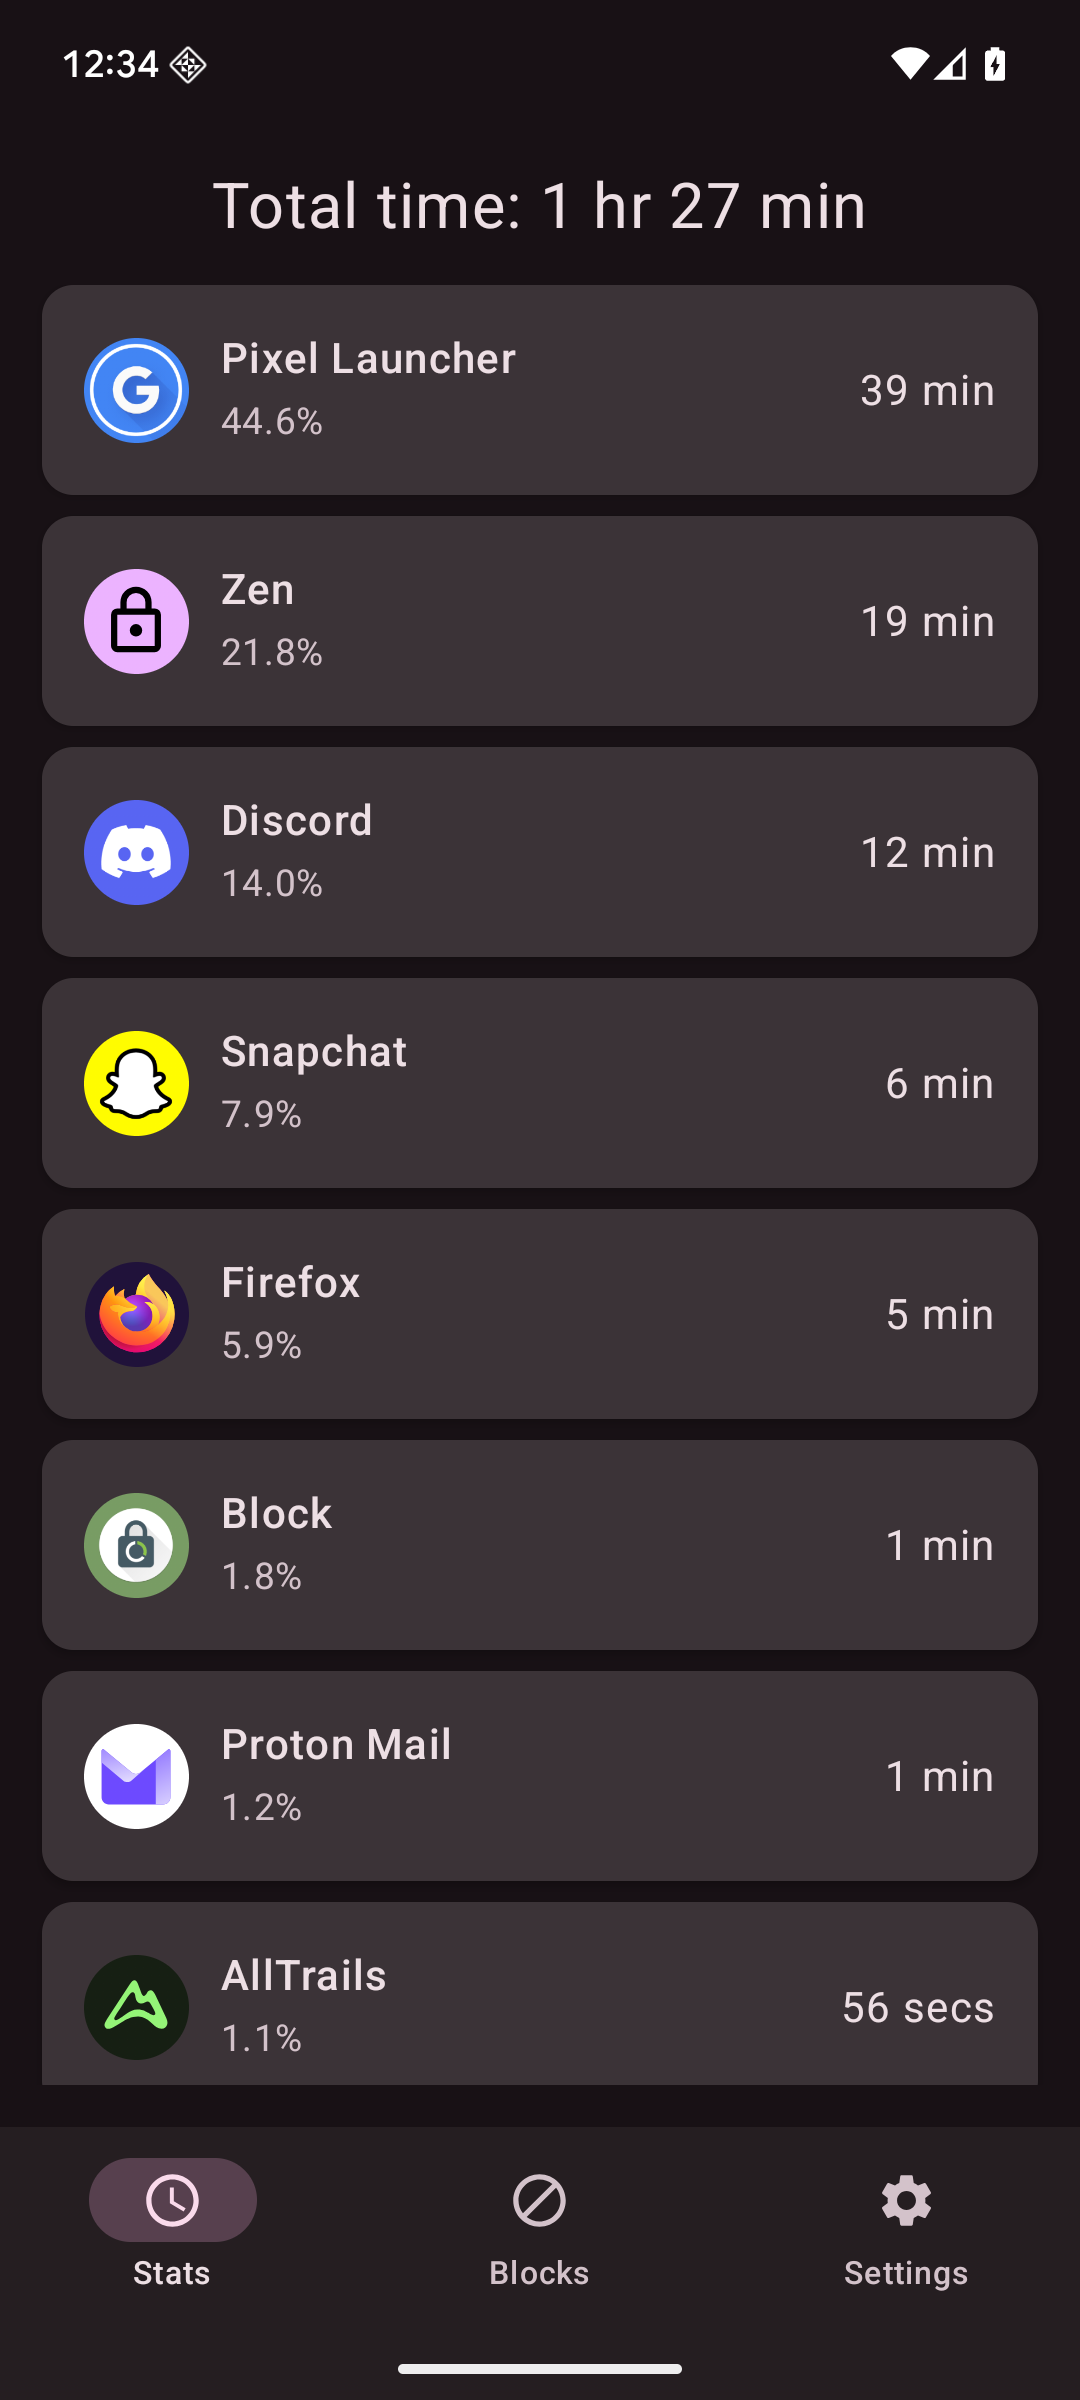 12:34
Total time: 1 hr 27 min
Pixel Launcher
44.6%
39 min
Zen
21.8%
19 min
Discord
14.0%
12 min
Snapchat
7.9%
6 min
Firefox
5.9%
5 min
Block
1.8%
1 min
Proton Mail
1.2%
1 min
AllTrails
1.1%
56 secs
Stats
Blocks
Settings